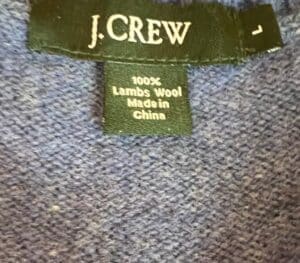 J.CREW
L
100%
Lambs Wool
Made in
China